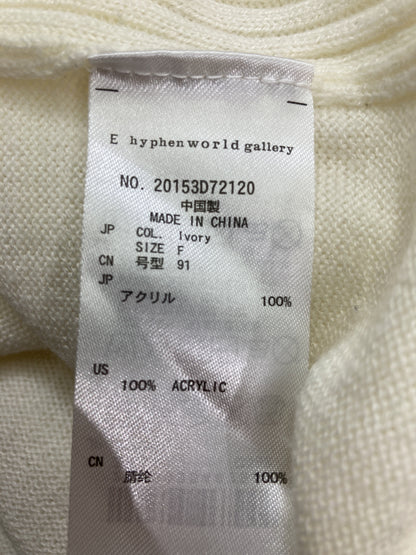 E hyphen world gallery
NO. 20153D72120
中国製
MADE IN CHINA
JP COL. Ivory
SIZE F
CN 号型 91
JP
アクリル 100%
US
100% ACRYLIC
CN
腈纶 100%